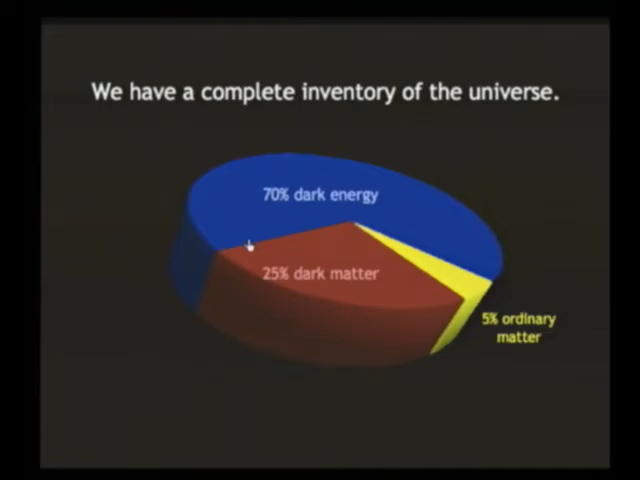 We have a complete inventory of the universe.
70% dark energy
25% dark matter
5% ordinary
matter